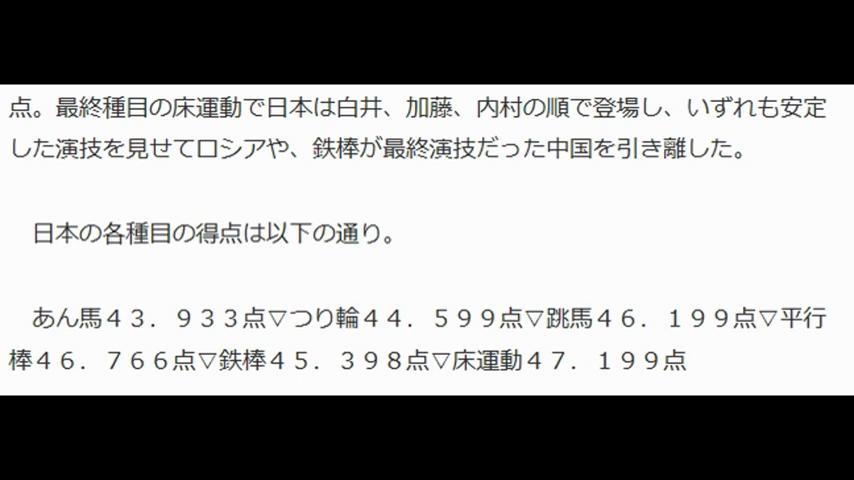 点。最終種目の床運動で日本は白井、加藤、内村の順で登場し、いずれも安定
した演技を見せてロシアや、鉄棒が最終演技だった中国を引き離した。
日本の各種目の得点は以下の通り。
あん馬４３．９３３点▽つり輪４４．５９９点▽跳馬４６．１９９点▽平行
棒４６．７６６点▽鉄棒４５．３９８点▽床運動４７．１９９点